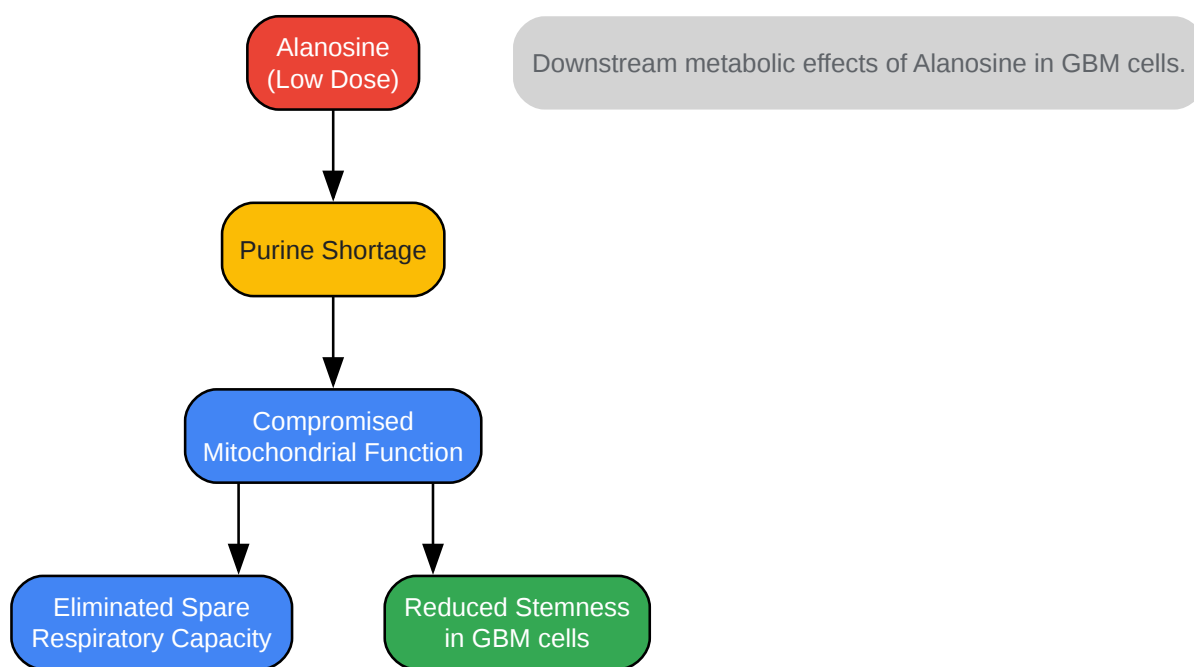 Alanosine
(Low Dose)
Downstream metabolic effects of Alanosine in GBM cells.
Purine Shortage
Compromised
Mitochondrial Function
Eliminated Spare
Respiratory Capacity
Reduced Stemness
in GBM cells